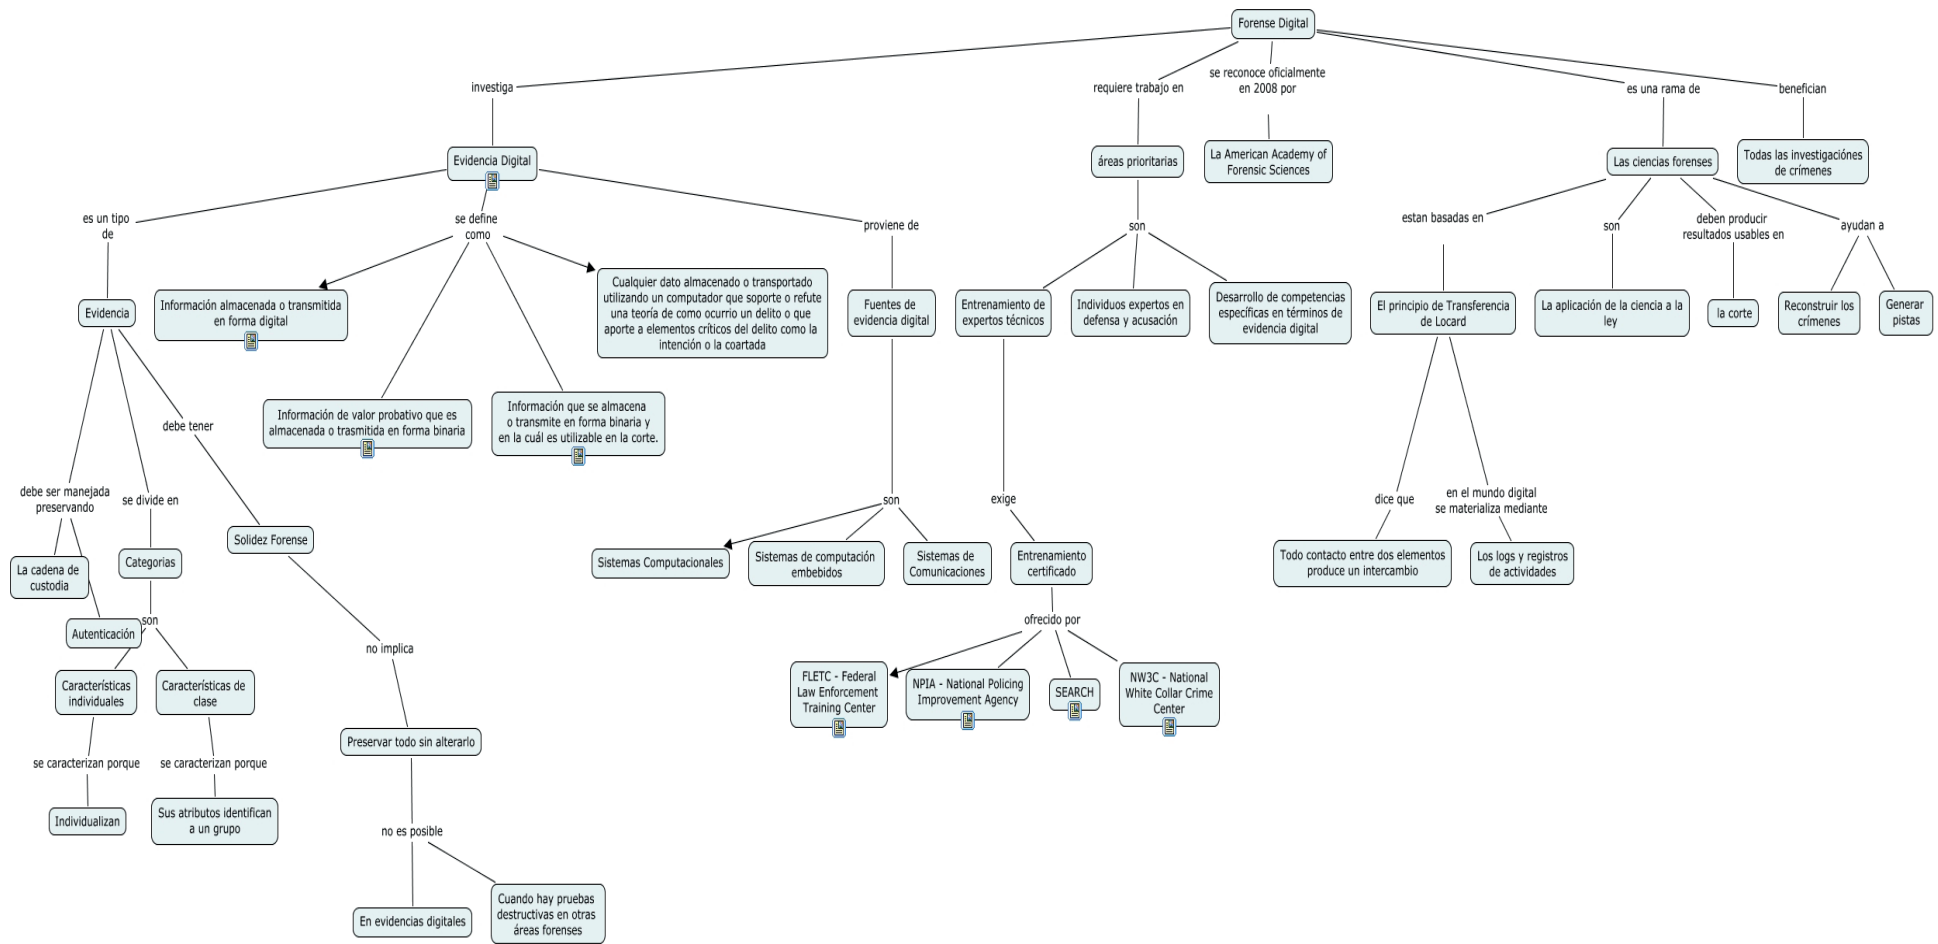 Forense Digital
investiga
requiere trabajo en
se reconoce oficialmente
en 2008 por
es una rama de
benefician
Evidencia Digital
áreas prioritarias
La American Academy of
Forensic Sciences
Las ciencias forenses
Todas las investigaciónes
de crímenes
es un tipo
de
se define
como
proviene de
son
estan basadas en
son
deben producir
resultados usables en
ayudan a
Evidencia
Información almacenada o transmitida
en forma digital
Cualquier dato almacenado o transportado
utilizando un computador que soporte o refute
una teoría de como ocurrio un delito o que
aporte a elementos críticos del delito como la
intención o la coartada
Fuentes de
evidencia digital
Entrenamiento de
expertos técnicos
Individuos expertos en
defensa y acusación
Desarrollo de competencias
específicas en términos de
evidencia digital
El principio de Transferencia
de Locard
La aplicación de la ciencia a la
ley
la corte
Reconstruir los
crímenes
Generar
pistas
Información de valor probativo que es
almacenada o trasmitida en forma binaria
Información que se almacena
o transmite en forma binaria y
en la cuál es utilizable en la corte.
debe tener
debe ser manejada
preservando
se divide en
son
exige
dice que
en el mundo digital
se materializa mediante
Solidez Forense
La cadena de
custodia
Categorias
Sistemas Computacionales
Sistemas de computación
embebidos
Sistemas de
Comunicaciones
Entrenamiento
certificado
Todo contacto entre dos elementos
produce un intercambio
Los logs y registros
de actividades
Autenticación
son
ofrecido por
no implica
Características
individuales
Características de
clase
FLETC - Federal
Law Enforcement
Training Center
NPIA - National Policing
Improvement Agency
SEARCH
NW3C - National
White Collar Crime
Center
Preservar todo sin alterarlo
se caracterizan porque
se caracterizan porque
Individualizan
Sus atributos identifican
a un grupo
no es posible
En evidencias digitales
Cuando hay pruebas
destructivas en otras
áreas forenses